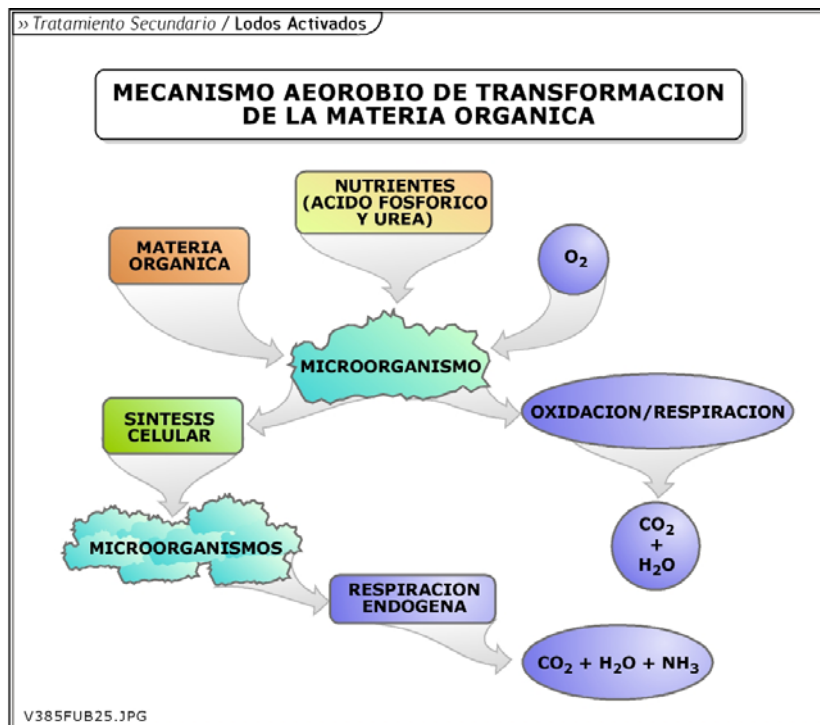 ›› Tratamiento Secundario / Lodos Activados
MECANISMO AEOROBIO DE TRANSFORMACION
DE LA MATERIA ORGANICA
NUTRIENTES
(ACIDO FOSFORICO
Y UREA)
MATERIA
ORGANICA
O₂
MICROORGANISMO
SINTESIS
CELULAR
OXIDACION/RESPIRACION
MICROORGANISMOS
CO₂
+
H₂O
RESPIRACION
ENDOGENA
CO₂ + H₂O + NH₃
V385FUB25.JPG